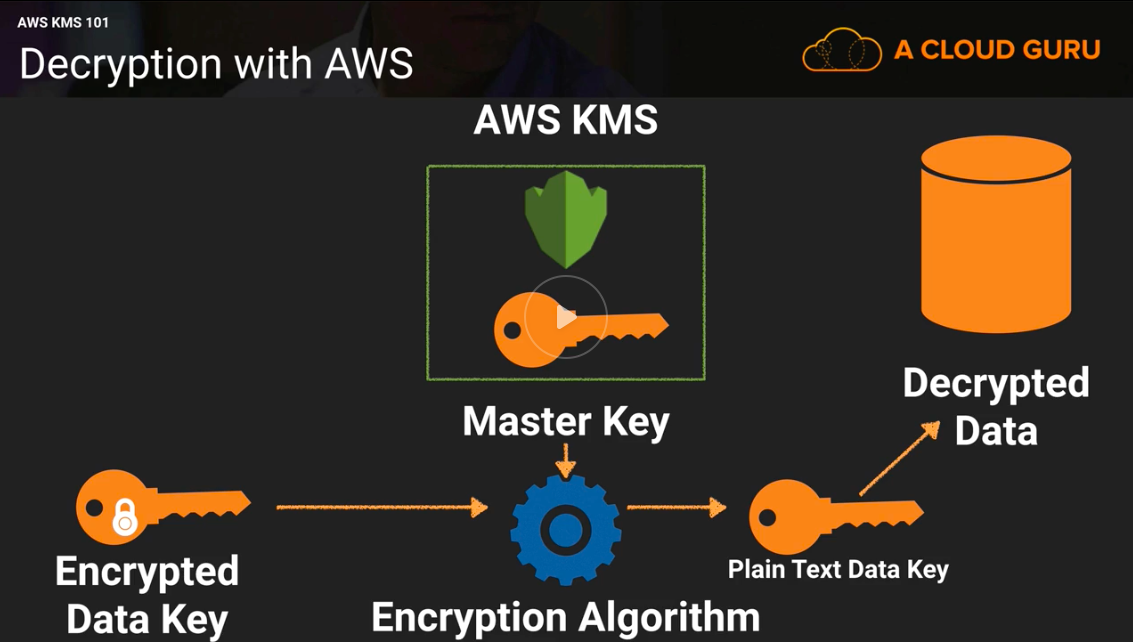 AWS KMS 101
Decryption with AWS
A CLOUD GURU
AWS KMS
Master Key
Decrypted
Data
Encrypted
Data Key
Encryption Algorithm
Plain Text Data Key